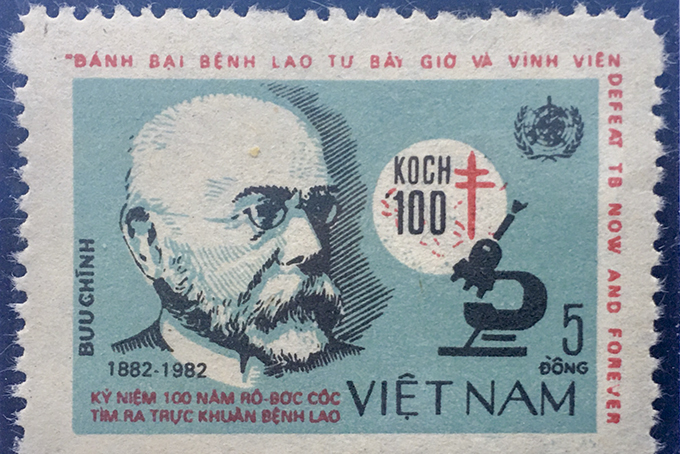 "ĐÁNH BẠI BỆNH LAO TỪ BÂY GIỜ VÀ VĨNH VIỄN
DEFEAT TB NOW AND FOREVER
KOCH
100
BƯU CHÍNH
1882-1982
5
ĐỒNG
KỶ NIỆM 100 NĂM RÔ-BƠC CÔC
TÌM RA TRỰC KHUẨN BỆNH LAO
VIỆT NAM